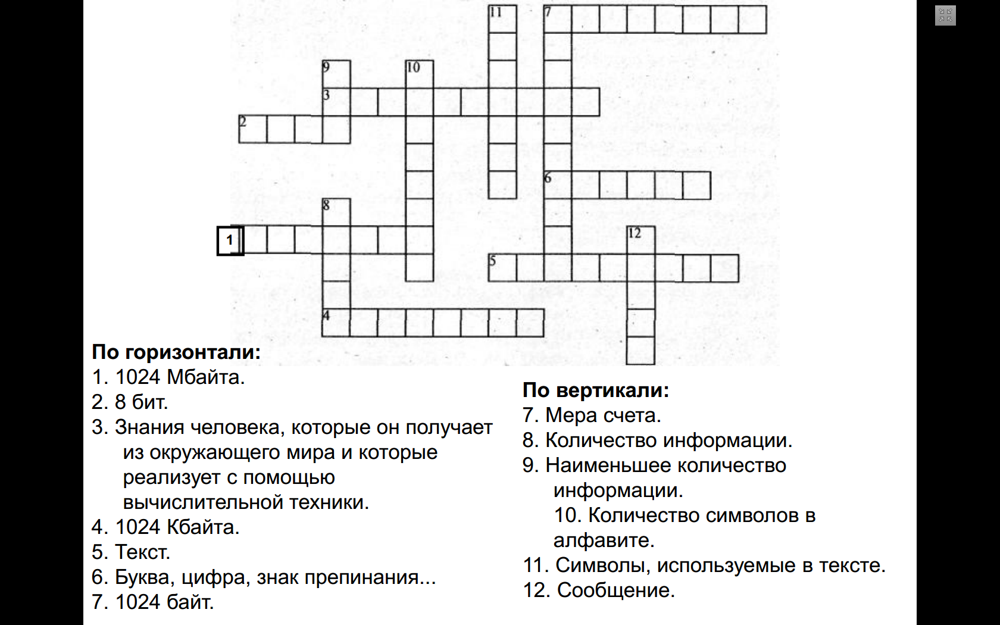 11
7
9
10
3
2
6
8
1
12
5
4
По горизонтали:
1. 1024 Мбайта.
2. 8 бит.
3. Знания человека, которые он получает
из окружающего мира и которые
реализует с помощью
вычислительной техники.
4. 1024 Кбайта.
5. Текст.
6. Буква, цифра, знак препинания...
7. 1024 байт.
По вертикали:
7. Мера счета.
8. Количество информации.
9. Наименьшее количество
информации.
10. Количество символов в
алфавите.
11. Символы, используемые в тексте.
12. Сообщение.